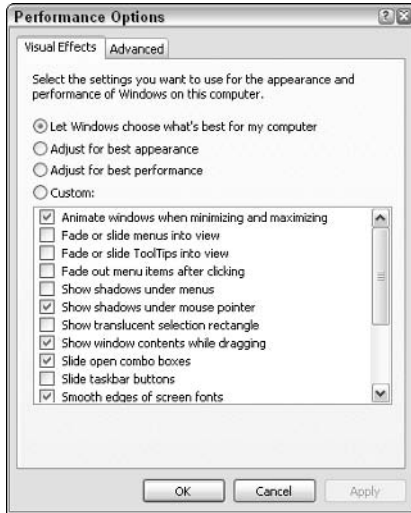 Performance Options
Visual Effects
Advanced
Select the settings you want to use for the appearance and
performance of Windows on this computer.
Let Windows choose what's best for my computer
Adjust for best appearance
Adjust for best performance
Custom:
Animate windows when minimizing and maximizing
Fade or slide menus into view
Fade or slide ToolTips into view
Fade out menu items after clicking
Show shadows under menus
Show shadows under mouse pointer
Show translucent selection rectangle
Show window contents while dragging
Slide open combo boxes
Slide taskbar buttons
Smooth edges of screen fonts
OK
Cancel
Apply